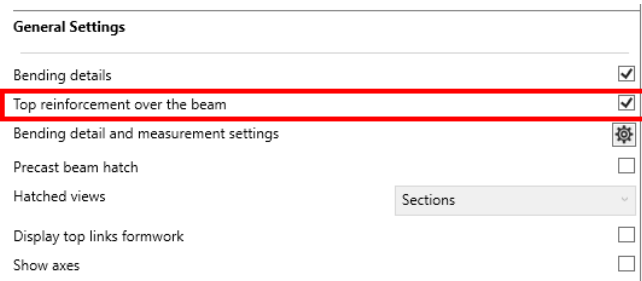 General Settings
Bending details
Top reinforcement over the beam
Bending detail and measurement settings
Precast beam hatch
Hatched views
Sections
Display top links formwork
Show axes